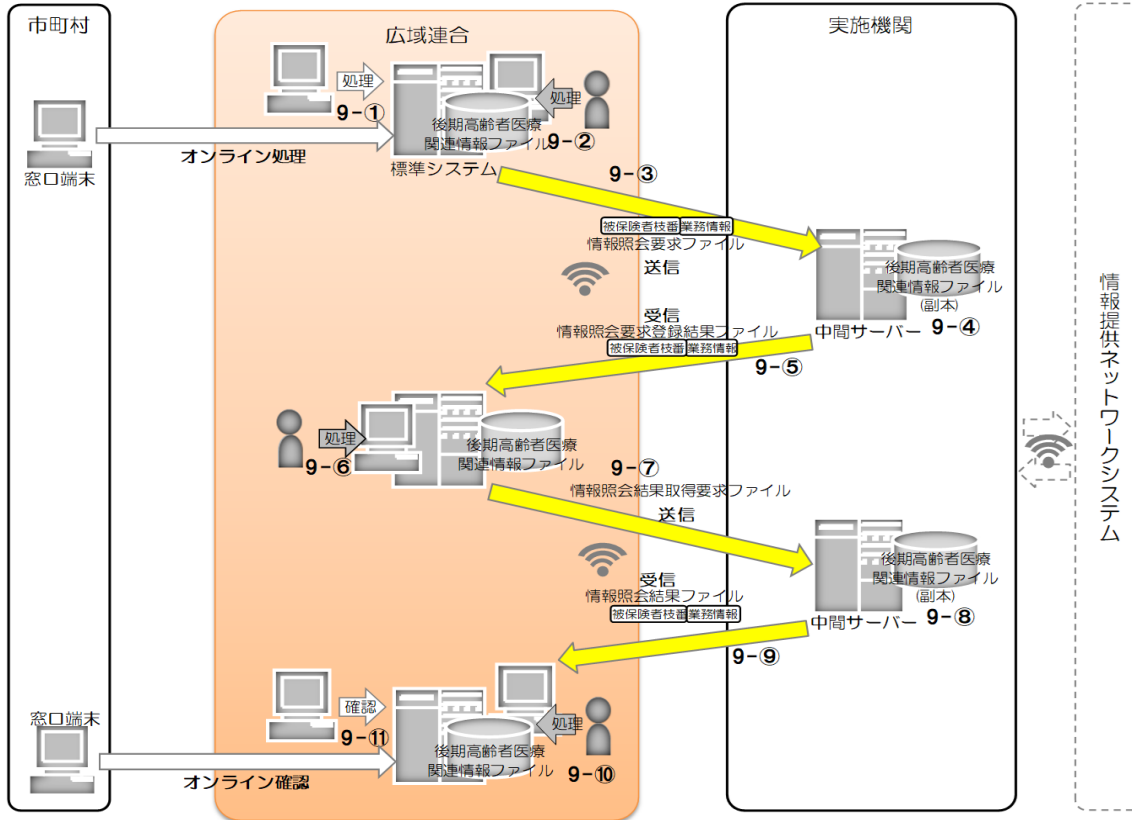 市町村
広域連合
実施機関
処理
9-①
処理
後期高齢者医療
関連情報ファイル
9-②
標準システム
窓口端末
オンライン処理
9-③
被保険者枝番 業務情報
情報照会要求ファイル
送信
後期高齢者医療
関連情報ファイル
(副本)
中間サーバー
9-④
受信
情報照会要求登録結果ファイル
被保険者枝番 業務情報
9-⑤
処理
9-⑥
後期高齢者医療
関連情報ファイル
9-⑦
情報照会結果取得要求ファイル
送信
後期高齢者医療
関連情報ファイル
(副本)
中間サーバー
9-⑧
受信
情報照会結果ファイル
被保険者枝番 業務情報
9-⑨
確認
9-⑪
処理
後期高齢者医療
関連情報ファイル
9-⑩
窓口端末
オンライン確認
情報提供ネットワークシステム